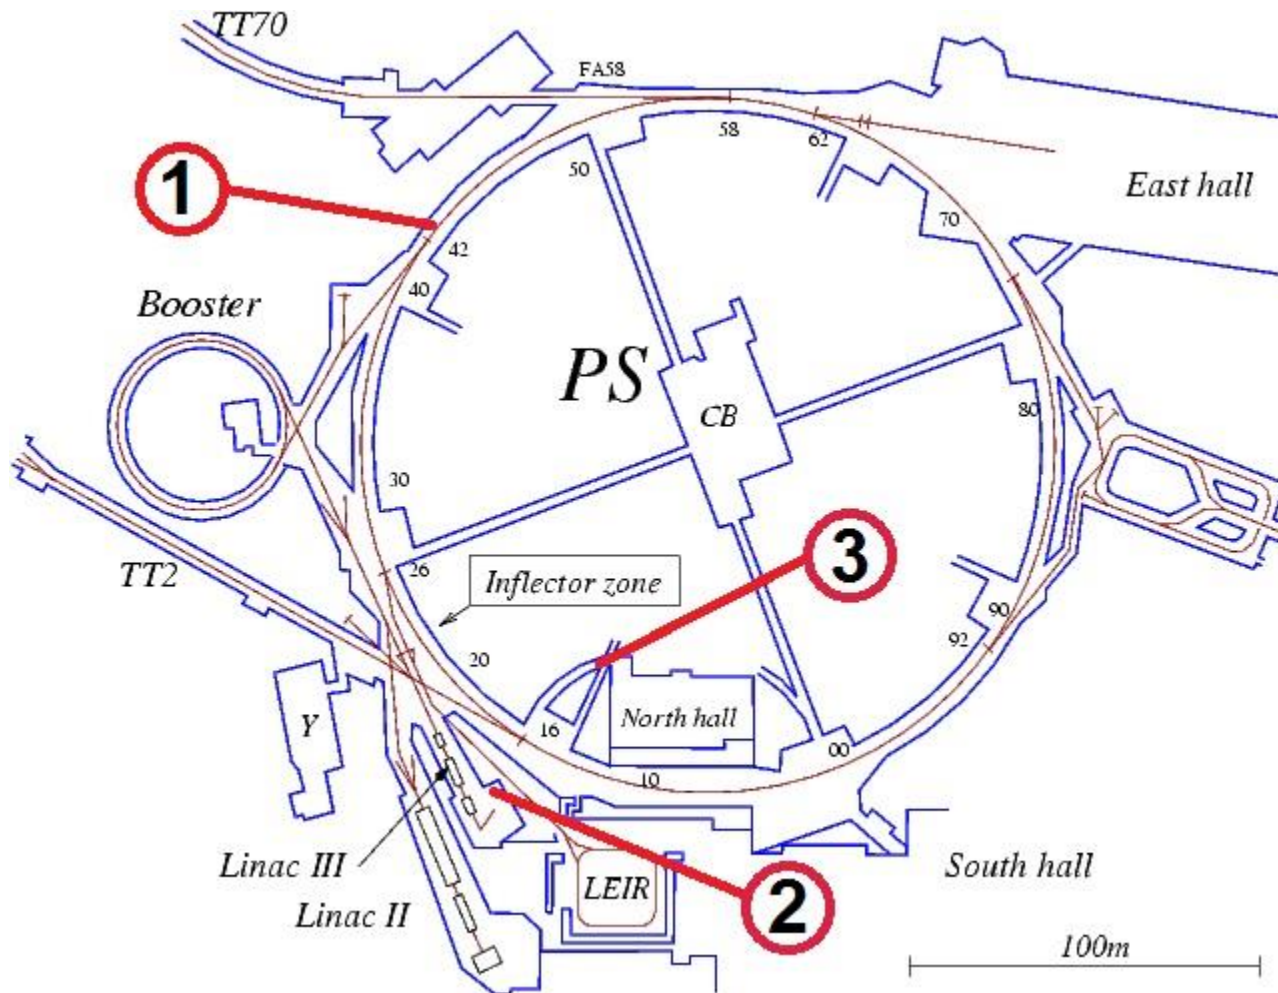 TT70
FA58
58
62
50
1
East hall
70
42
40
Booster
PS
CB
80
30
3
TT2
26
Inflector zone
90
92
20
16
North hall
Y
00
10
Linac III
LEIR
South hall
Linac II
2
100m